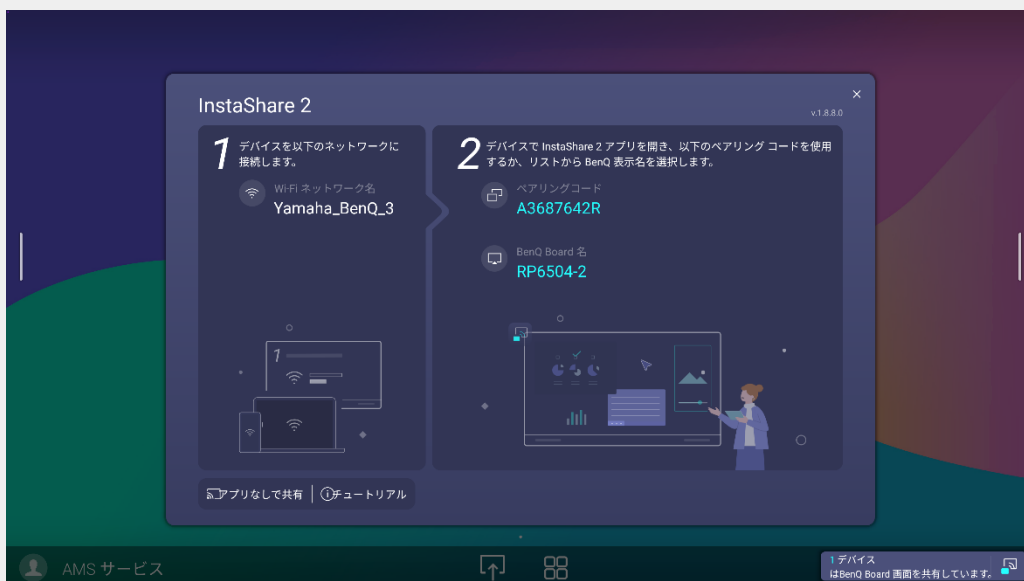 InstaShare 2
v.1.8.8.0
1
デバイスを以下のネットワークに
接続します。
Wi-Fi ネットワーク名
Yamaha_BenQ_3
2
デバイスで InstaShare 2 アプリを開き、以下のペアリング コードを使用
するか、リストから BenQ 表示名を選択します。
ペアリングコード
A3687642R
BenQ Board 名
RP6504-2
1
アプリなしで共有
チュートリアル
AMS サービス
1 デバイス
はBenQ Board 画面を共有しています。